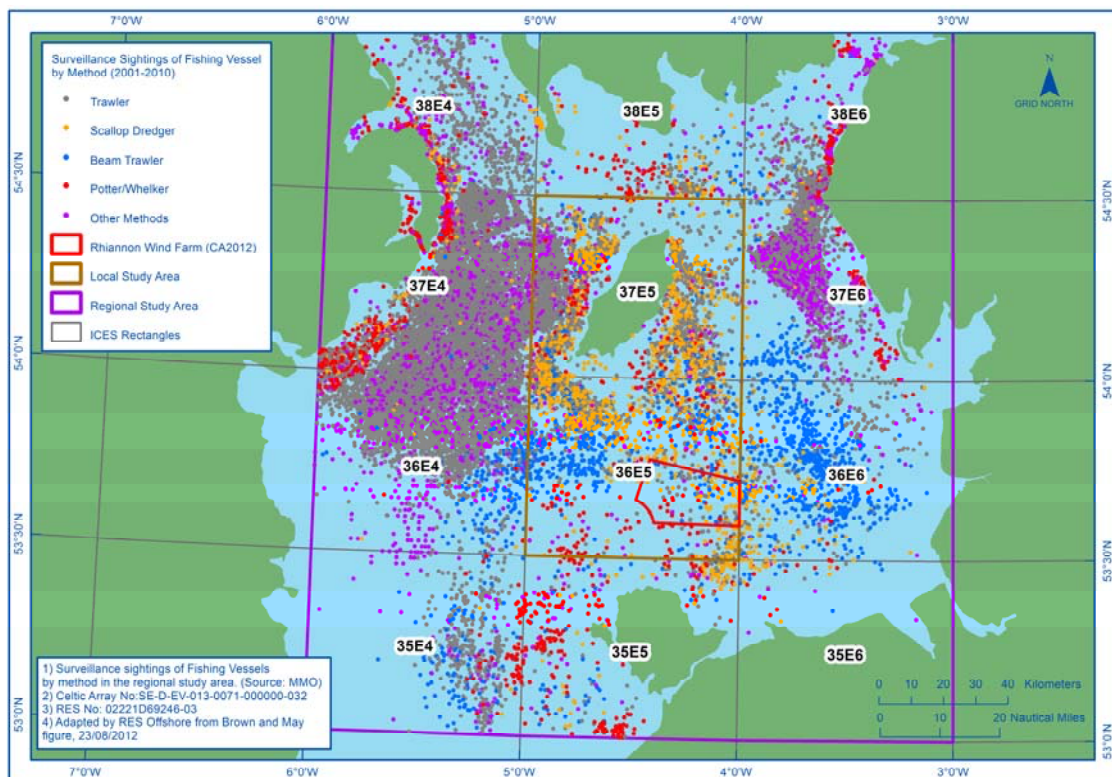 7°0'W 6°0'W 5°0'W 4°0'W 3°0'W
Surveillance Sightings of Fishing Vessel
by Method (2001-2010)
Trawler
Scallop Dredger
Beam Trawler
Potter/Whelker
Other Methods
Rhiannon Wind Farm (CA2012)
Local Study Area
Regional Study Area
ICES Rectangles
N
GRID NORTH
38E4 38E5 38E6
54°30'N 54°30'N
37E4 37E5 37E6
54°0'N 54°0'N
36E4 36E5 36E6
53°30'N 53°30'N
35E4 35E5 35E6
53°0'N 53°0'N
1) Surveillance sightings of Fishing Vessels
by method in the regional study area. (Source: MMO)
2) Celtic Array No:SE-D-EV-013-0071-000000-032
3) RES No: 02221D69246-03
4) Adapted by RES Offshore from Brown and May
figure, 23/08/2012
0 10 20 30 40 Kilometers
0 10 20 Nautical Miles
7°0'W 6°0'W 5°0'W 4°0'W 3°0'W